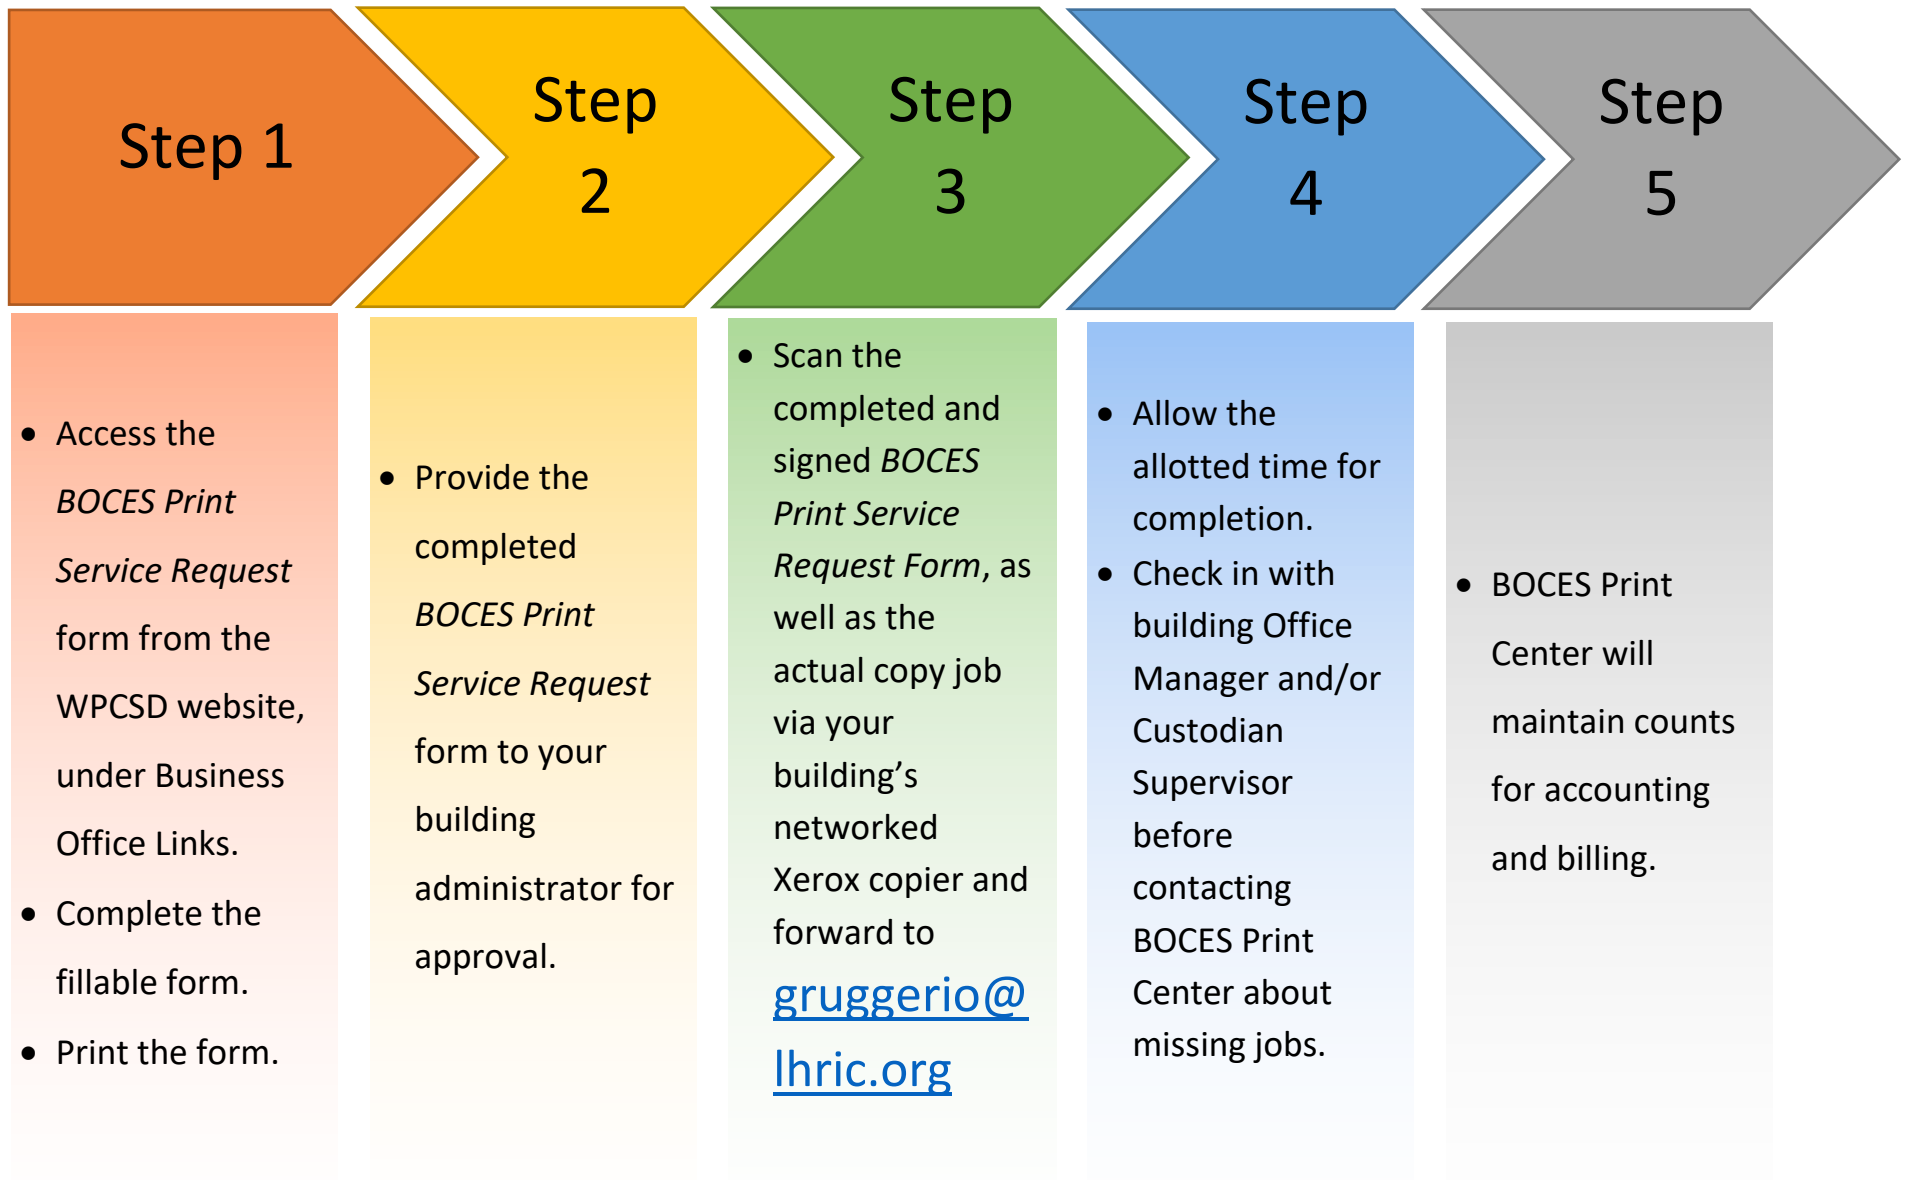 Step 1
Step
2
Step
3
Step
4
Step
5
• Access the
BOCES Print
Service Request
form from the
WPCSD website,
under Business
Office Links.
• Complete the
fillable form.
• Print the form.
• Provide the
completed
BOCES Print
Service Request
form to your
building
administrator for
approval.
• Scan the
completed and
signed BOCES
Print Service
Request Form, as
well as the
actual copy job
via your
building’s
networked
Xerox copier and
forward to
gruggerio@
lhric.org
• Allow the
allotted time for
completion.
• Check in with
building Office
Manager and/or
Custodian
Supervisor
before
contacting
BOCES Print
Center about
missing jobs.
• BOCES Print
Center will
maintain counts
for accounting
and billing.